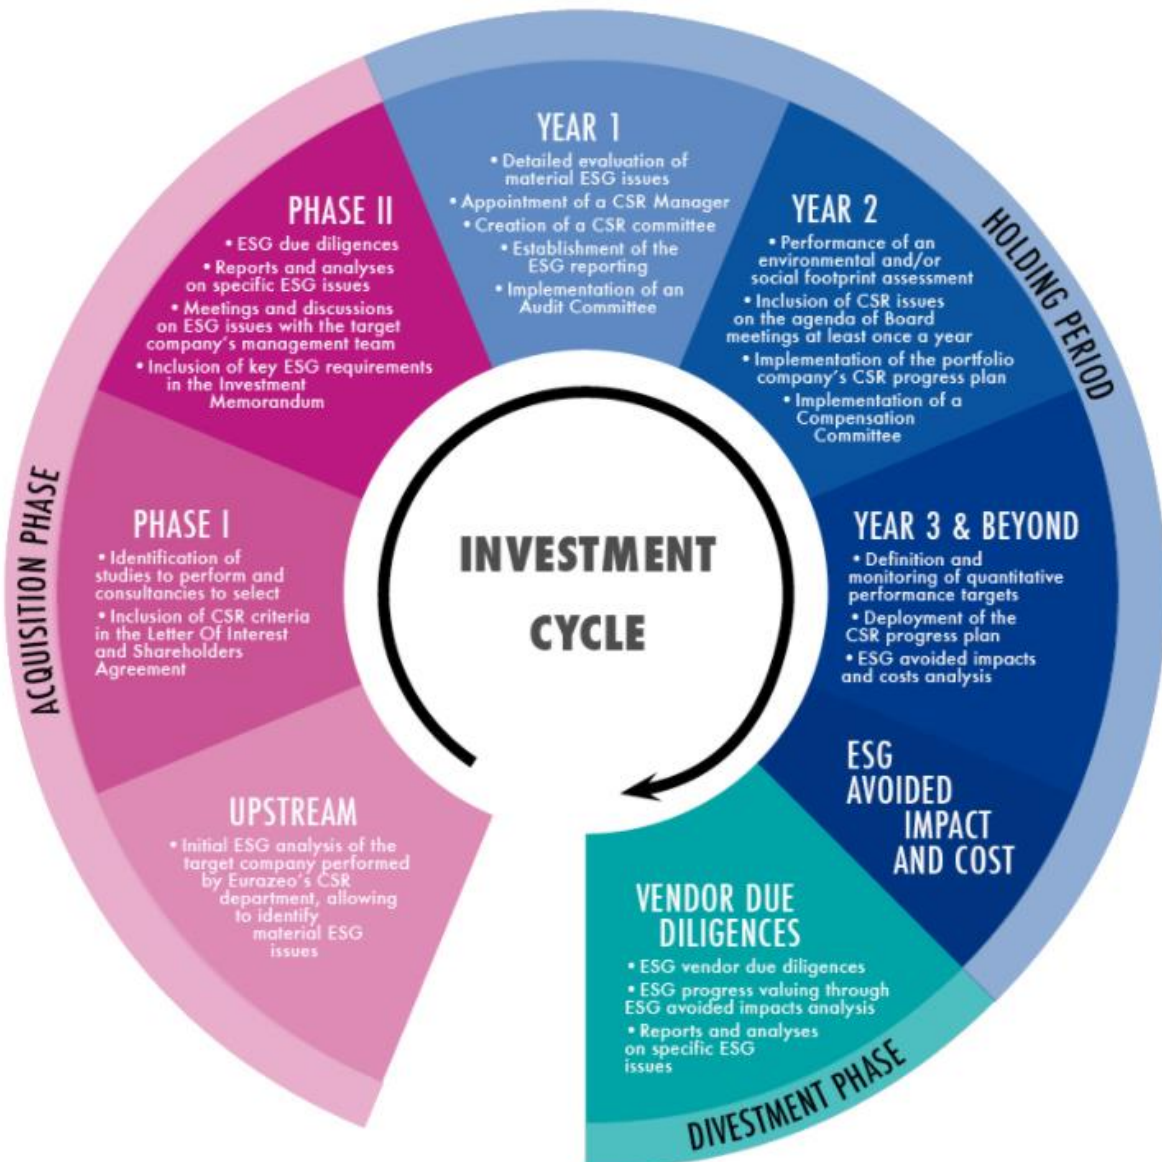 INVESTMENT
CYCLE
ACQUISITION PHASE
UPSTREAM
• Initial ESG analysis of the
target company performed
by Eurazeo's CSR
department, allowing
to identify
material ESG
issues
PHASE I
• Identification of
studies to perform and
consultancies to select
• Inclusion of CSR criteria
in the Letter Of Interest
and Shareholders
Agreement
PHASE II
• ESG due diligences
• Reports and analyses
on specific ESG issues
• Meetings and discussions
on ESG issues with the target
company's management team
• Inclusion of key ESG requirements
in the Investment
Memorandum
HOLDING PERIOD
YEAR 1
• Detailed evaluation of
material ESG issues
• Appointment of a CSR Manager
• Creation of a CSR committee
• Establishment of the
ESG reporting
• Implementation of an
Audit Committee
YEAR 2
• Performance of an
environmental and/or
social footprint assessment
• Inclusion of CSR issues
on the agenda of Board
meetings at least once a year
• Implementation of the portfolio
company's CSR progress plan
• Implementation of a
Compensation
Committee
YEAR 3 & BEYOND
• Definition and
monitoring of quantitative
performance targets
• Deployment of the
CSR progress plan
• ESG avoided impacts
and costs analysis
ESG
AVOIDED
IMPACT
AND COST
DIVESTMENT PHASE
VENDOR DUE
DILIGENCES
• ESG vendor due diligences
• ESG progress valuing through
ESG avoided impacts analysis
• Reports and analyses
on specific ESG
issues